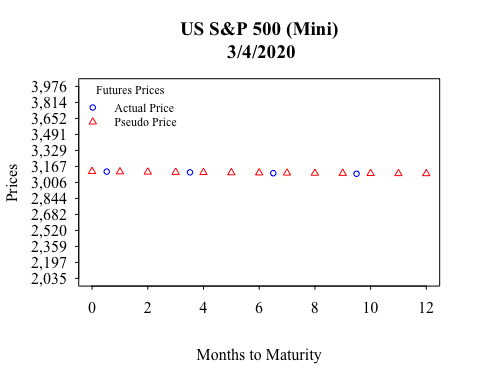 US S&P 500 (Mini)
3/4/2020
Futures Prices
Actual Price
Pseudo Price
Prices
3,976
3,814
3,652
3,491
3,329
3,167
3,006
2,844
2,682
2,520
2,359
2,197
2,035
0 2 4 6 8 10 12
Months to Maturity